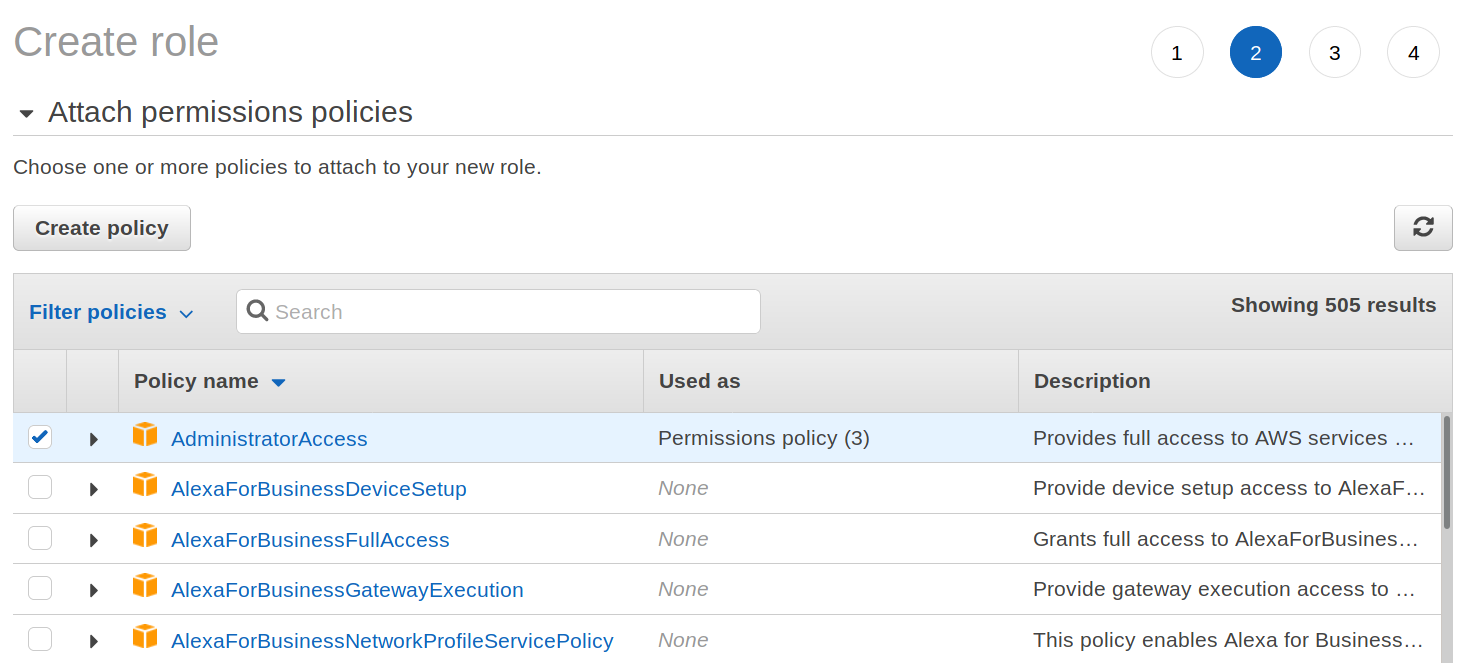 Create role
1 2 3 4
Attach permissions policies
Choose one or more policies to attach to your new role.
Create policy
Filter policies Search Showing 505 results
Policy name Used as Description
AdministratorAccess Permissions policy (3) Provides full access to AWS services ...
AlexaForBusinessDeviceSetup None Provide device setup access to AlexaF...
AlexaForBusinessFullAccess None Grants full access to AlexaForBusines...
AlexaForBusinessGatewayExecution None Provide gateway execution access to ...
AlexaForBusinessNetworkProfileServicePolicy None This policy enables Alexa for Business...